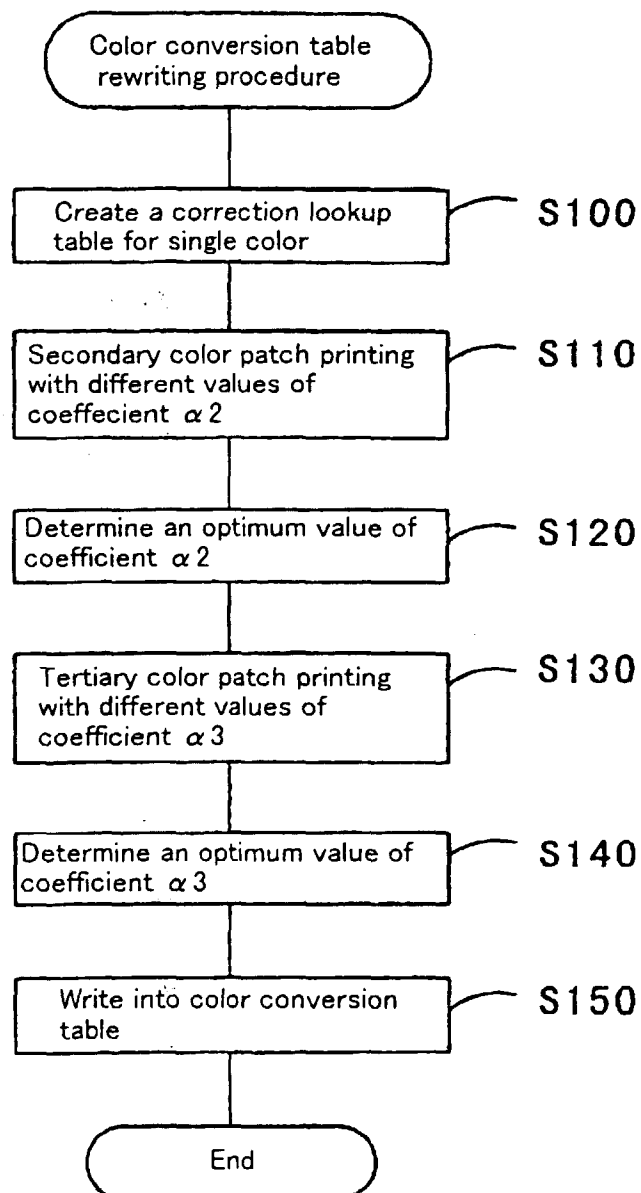 Color conversion table
rewriting procedure
Create a correction lookup
table for single color
S100
Secondary color patch printing
with different values of
coeffecient α2
S110
Determine an optimum value of
coefficient α2
S120
Tertiary color patch printing
with different values of
coefficient α3
S130
Determine an optimum value of
coefficient α3
S140
Write into color conversion
table
S150
End